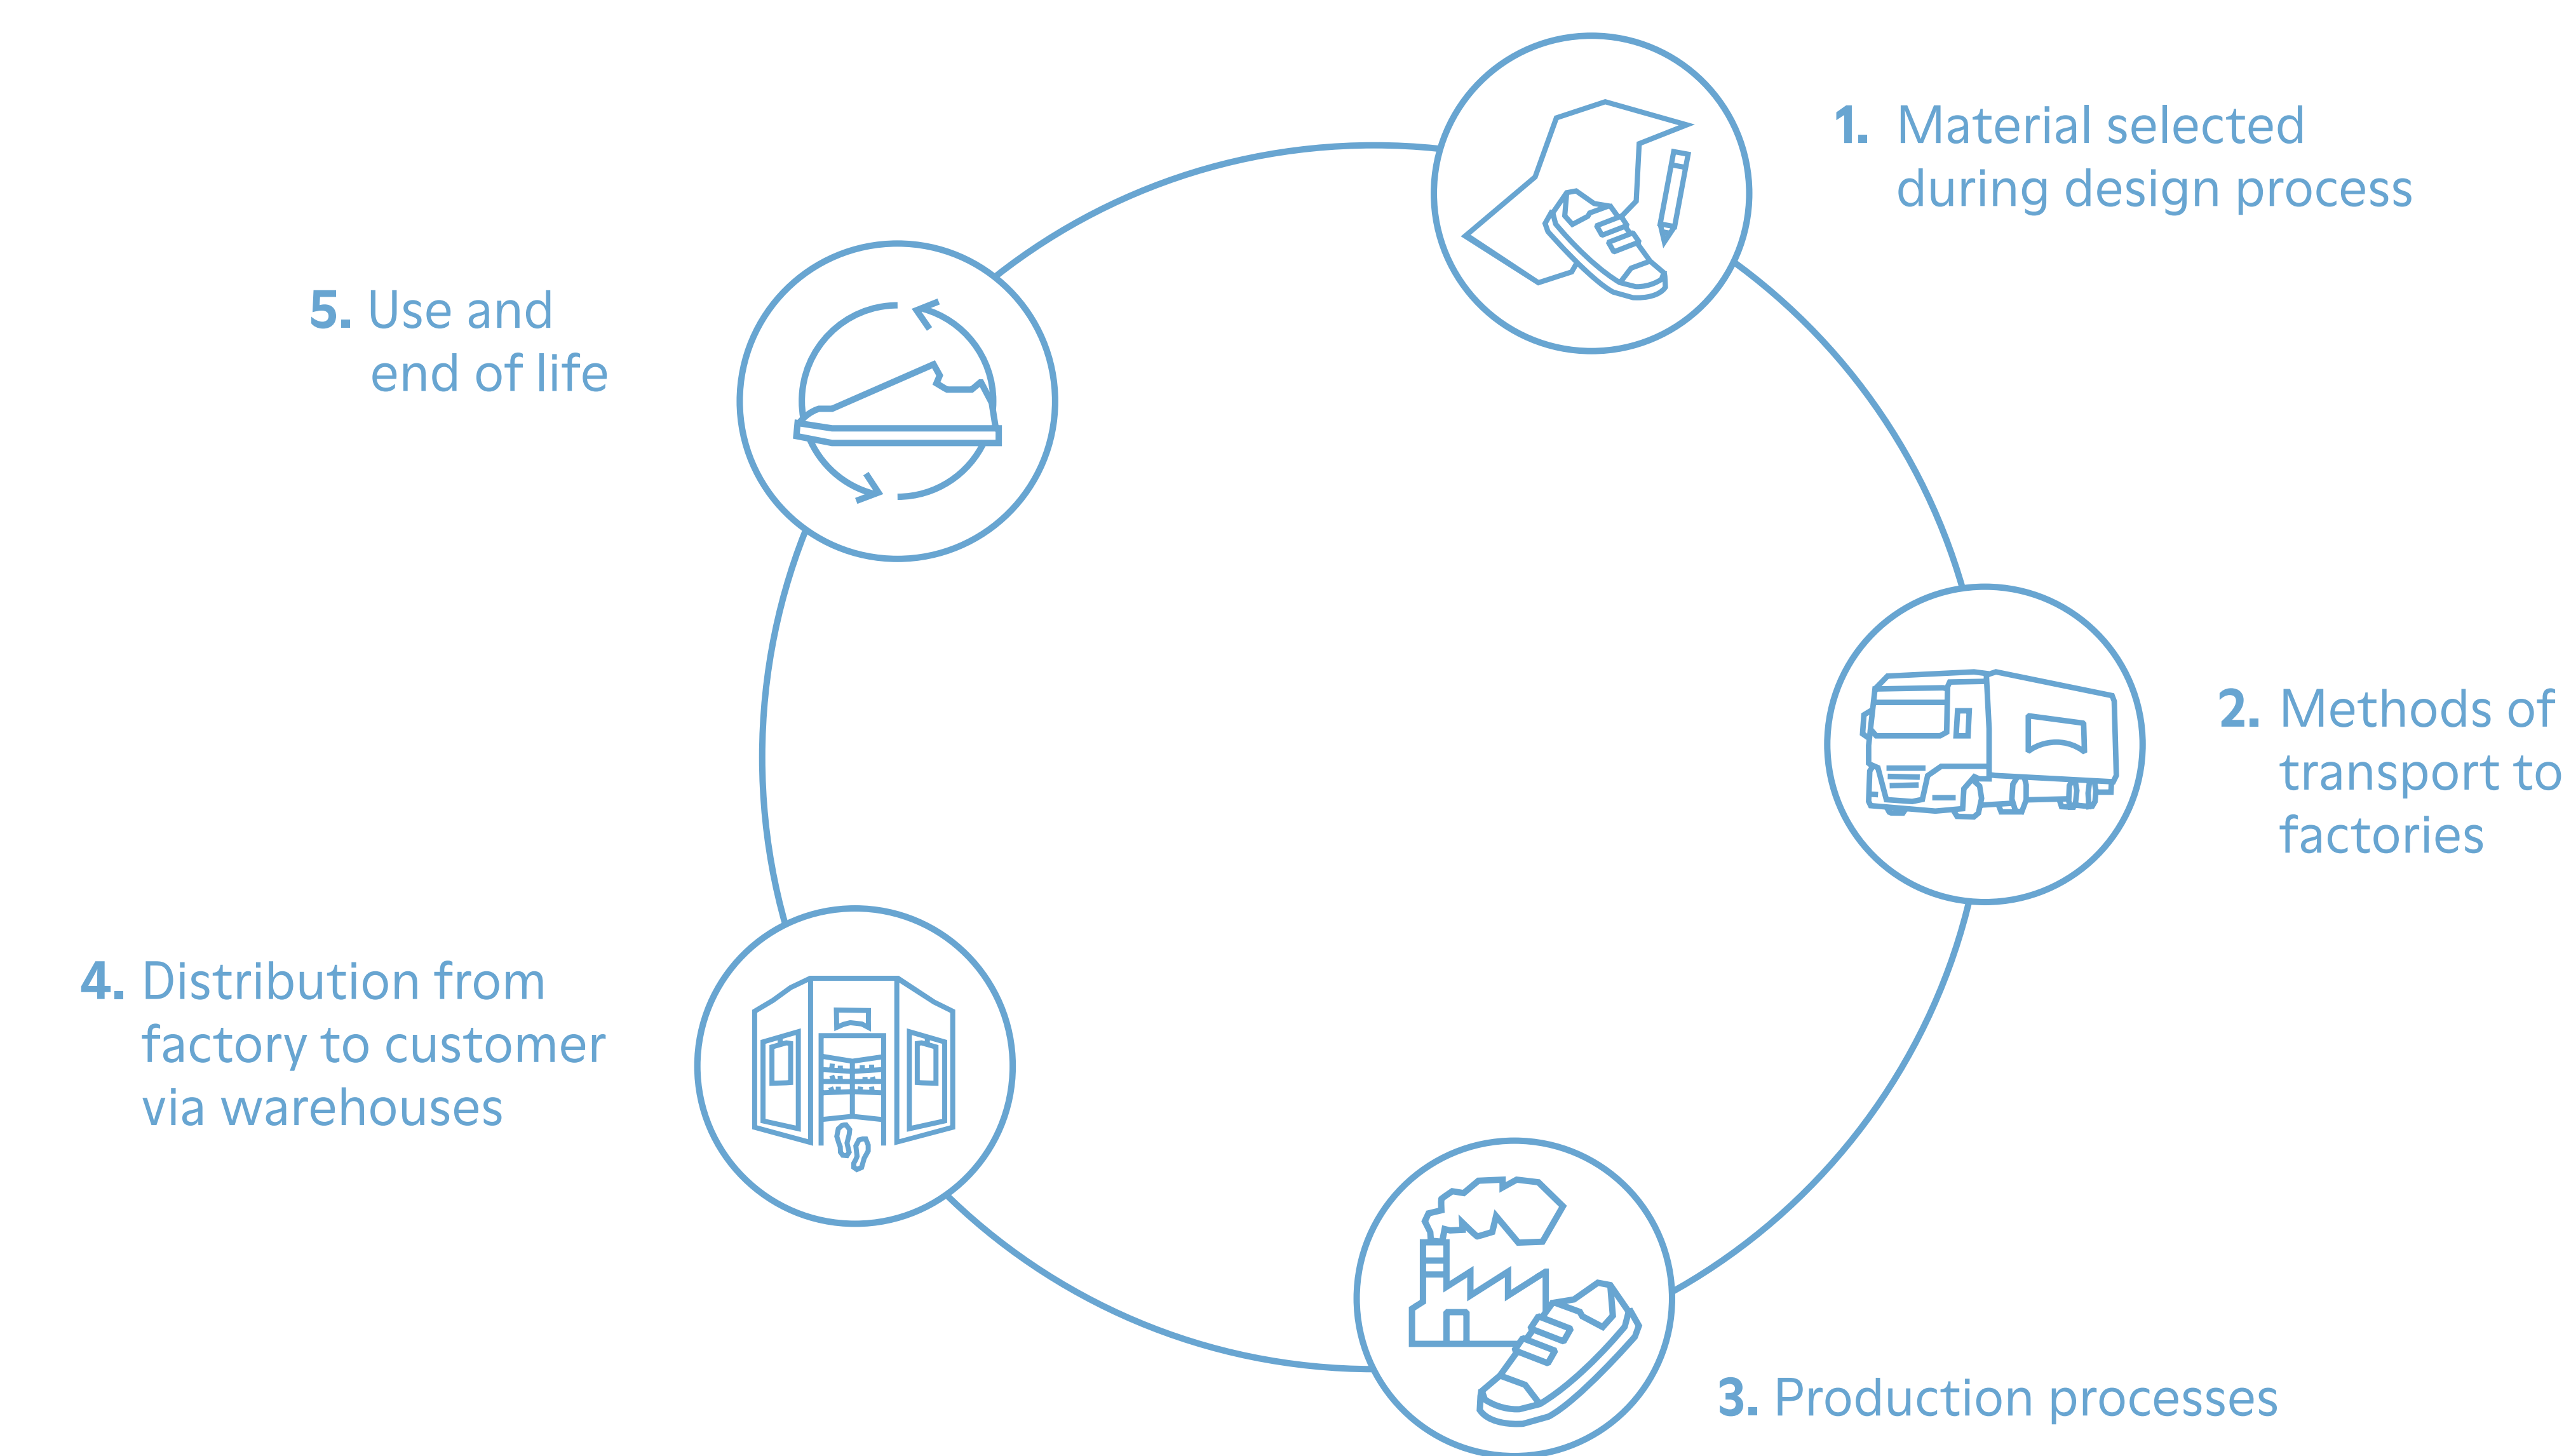 1. Material selected
during design process
2. Methods of
transport to
factories
3. Production processes
4. Distribution from
factory to customer
via warehouses
5. Use and
end of life